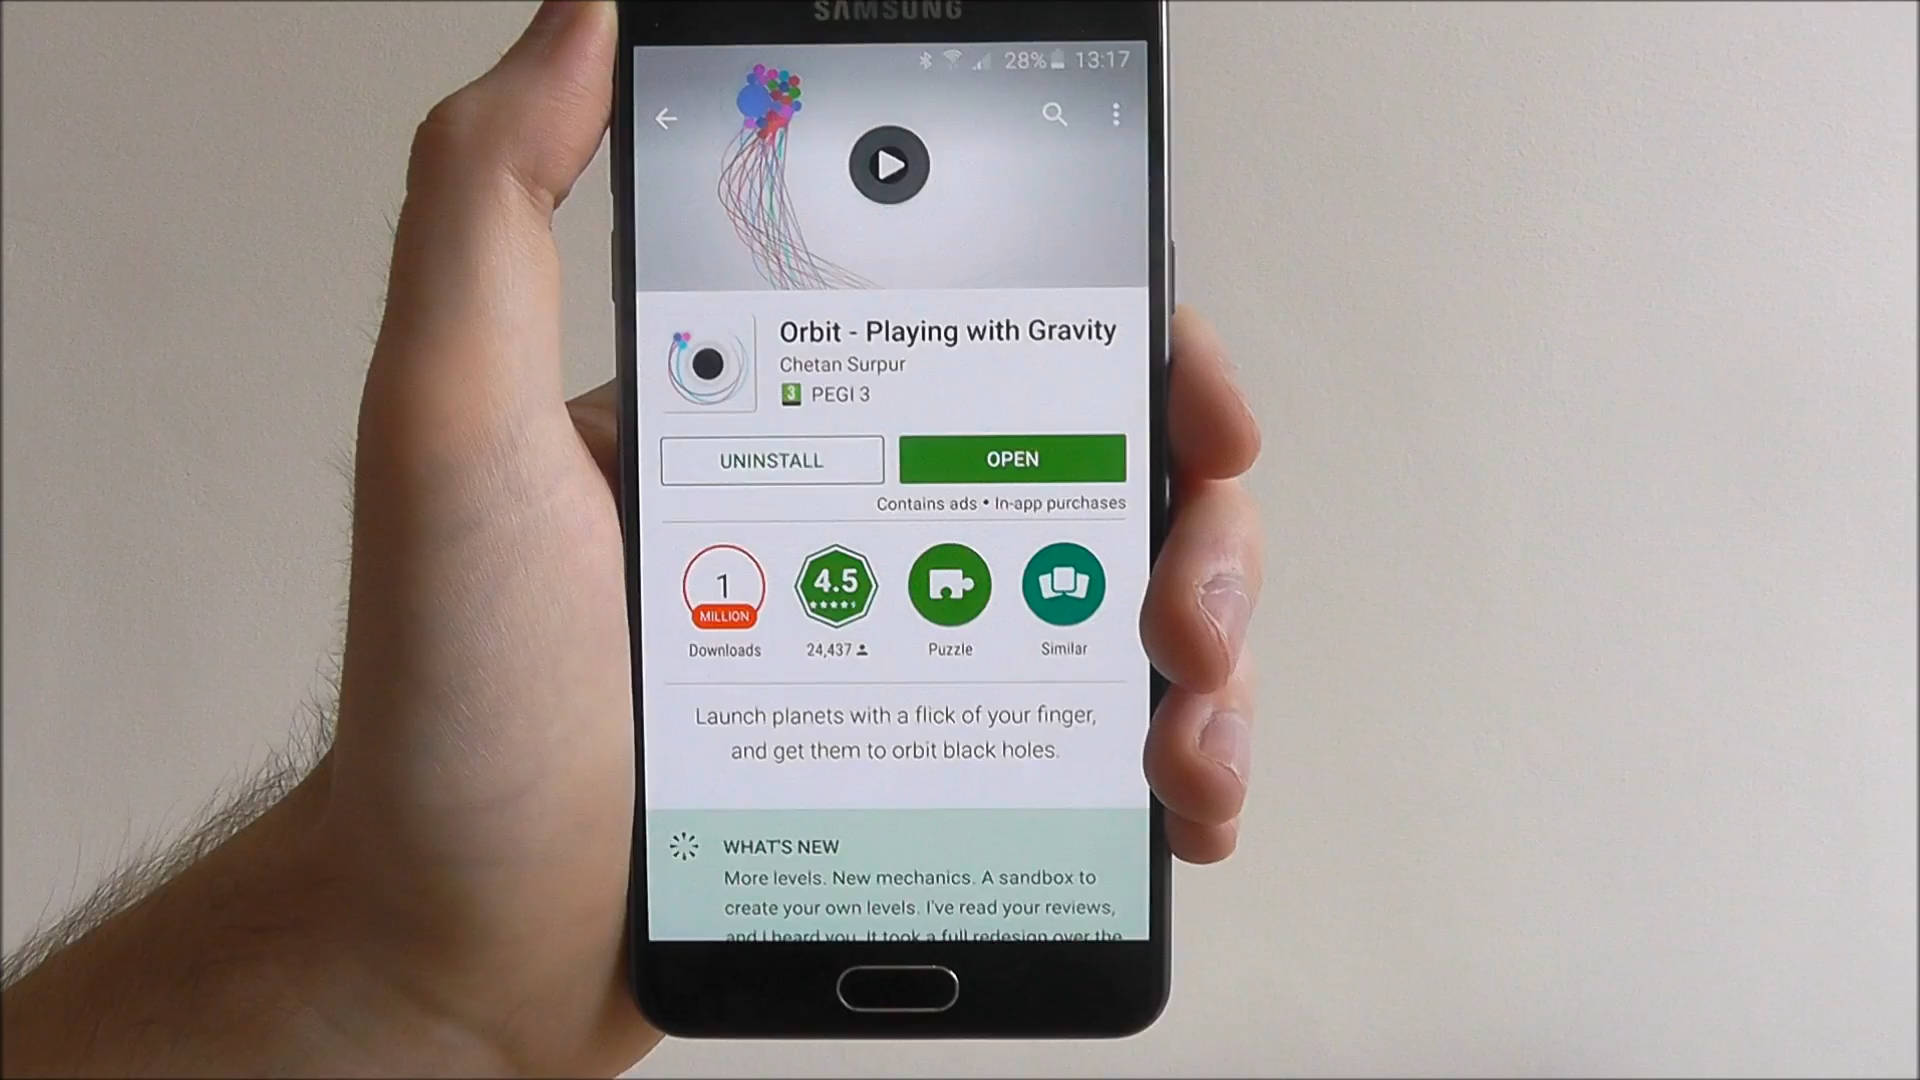 SAMSUNG
28% 13:17
Orbit - Playing with Gravity
Chetan Surpur
3 PEGI 3
UNINSTALL
OPEN
Contains ads • In-app purchases
1
MILLION
4.5
Downloads
24,437
Puzzle
Similar
Launch planets with a flick of your finger,
and get them to orbit black holes.
WHAT'S NEW
More levels. New mechanics. A sandbox to
create your own levels. I've read your reviews,
and I heard you. It took a full redesign over the